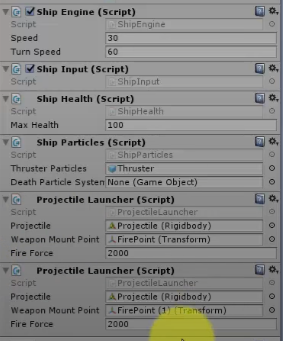 Ship Engine (Script)
Script ShipEngine
Speed 30
Turn Speed 60
Ship Input (Script)
Script ShipInput
Ship Health (Script)
Script ShipHealth
Max Health 100
Ship Particles (Script)
Script ShipParticles
Thruster Particles Thruster
Death Particle System None (Game Object)
Projectile Launcher (Script)
Script ProjectileLauncher
Projectile Projectile (Rigidbody)
Weapon Mount Point FirePoint (Transform)
Fire Force 2000
Projectile Launcher (Script)
Script ProjectileLauncher
Projectile Projectile (Rigidbody)
Weapon Mount Point FirePoint (1) (Transform)
Fire Force 2000